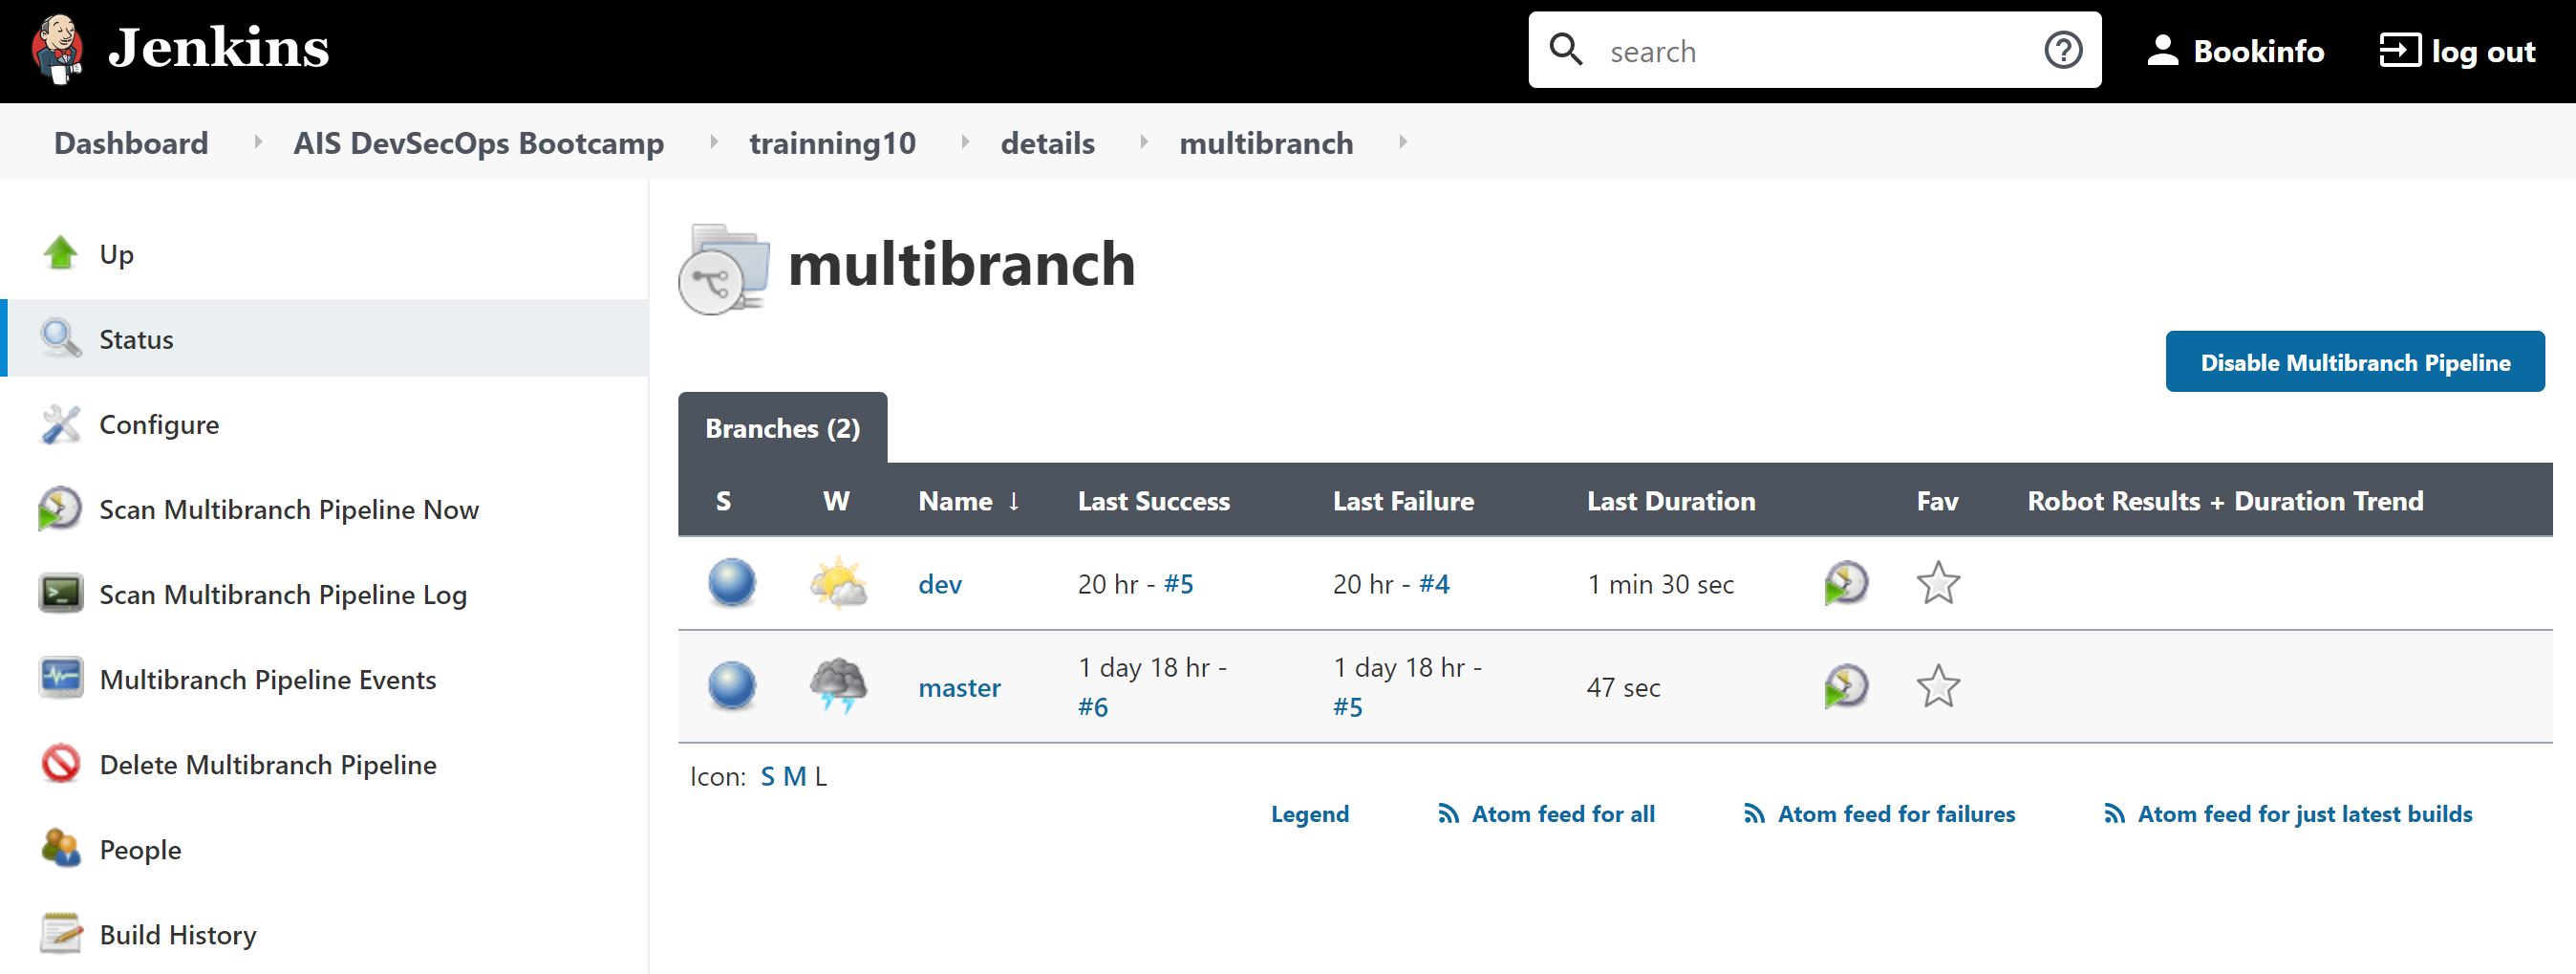 Jenkins
search
Bookinfo
log out
Dashboard
AIS DevSecOps Bootcamp
trainning10
details
multibranch
Up
Status
Configure
Scan Multibranch Pipeline Now
Scan Multibranch Pipeline Log
Multibranch Pipeline Events
Delete Multibranch Pipeline
People
Build History
multibranch
Disable Multibranch Pipeline
Branches (2)
S W Name ↓ Last Success Last Failure Last Duration Fav Robot Results + Duration Trend
dev 20 hr - #5 20 hr - #4 1 min 30 sec
master 1 day 18 hr - #6 1 day 18 hr - #5 47 sec
Icon: S M L
Legend Atom feed for all Atom feed for failures Atom feed for just latest builds